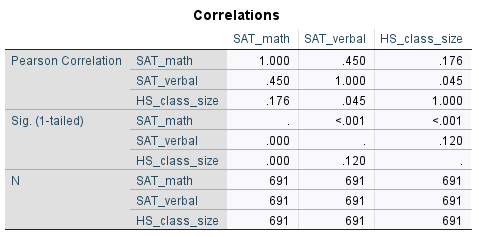 Correlations
SAT_math SAT_verbal HS_class_size
Pearson Correlation SAT_math 1.000 .450 .176
SAT_verbal .450 1.000 .045
HS_class_size .176 .045 1.000
Sig. (1-tailed) SAT_math . <.001 <.001
SAT_verbal .000 . .120
HS_class_size .000 .120 .
N SAT_math 691 691 691
SAT_verbal 691 691 691
HS_class_size 691 691 691